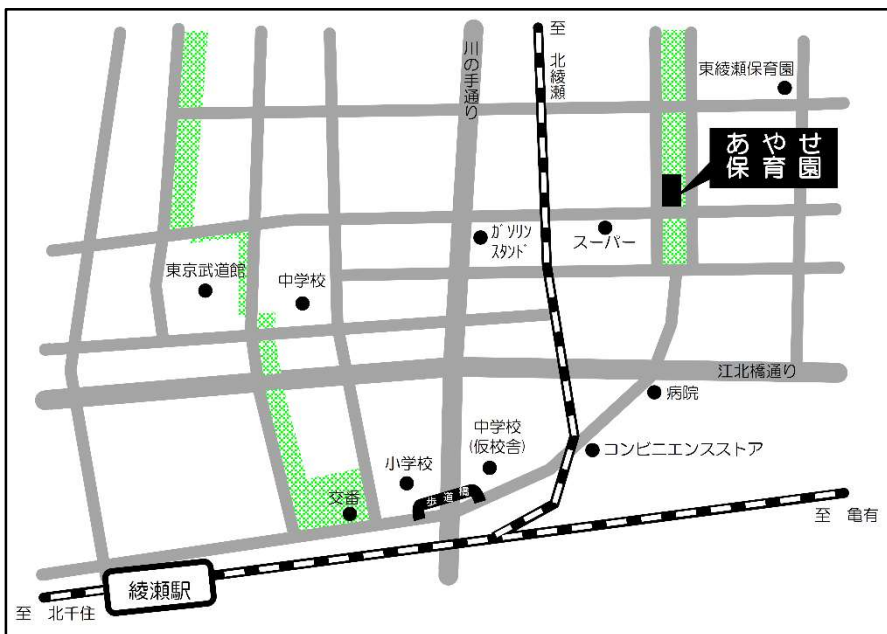 至
北綾瀬
川の手通り
東綾瀬保育園
あやせ
保育園
ガソリン
スタンド
スーパー
東京武道館
中学校
江北橋通り
病院
中学校
(仮校舎)
コンビニエンスストア
小学校
歩道橋
交番
至 亀有
綾瀬駅
至 北千住